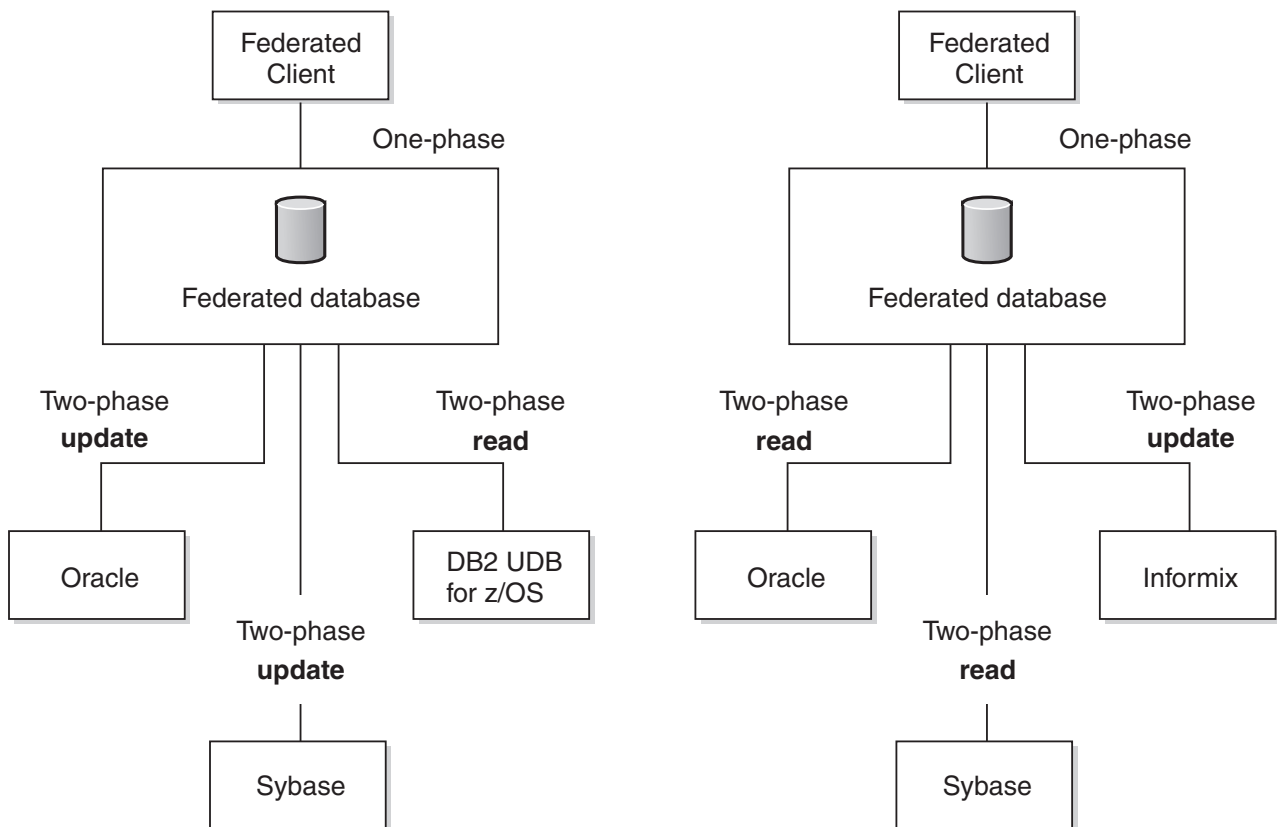 Federated
Client
One-phase
Federated database
Two-phase
update
Two-phase
read
Oracle
DB2 UDB
for z/OS
Two-phase
update
Sybase
Federated
Client
One-phase
Federated database
Two-phase
read
Two-phase
update
Oracle
Informix
Two-phase
read
Sybase